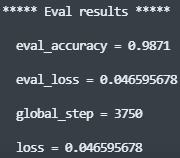 ***** Eval results *****
eval_accuracy = 0.9871
eval_loss = 0.046595678
global_step = 3750
loss = 0.046595678